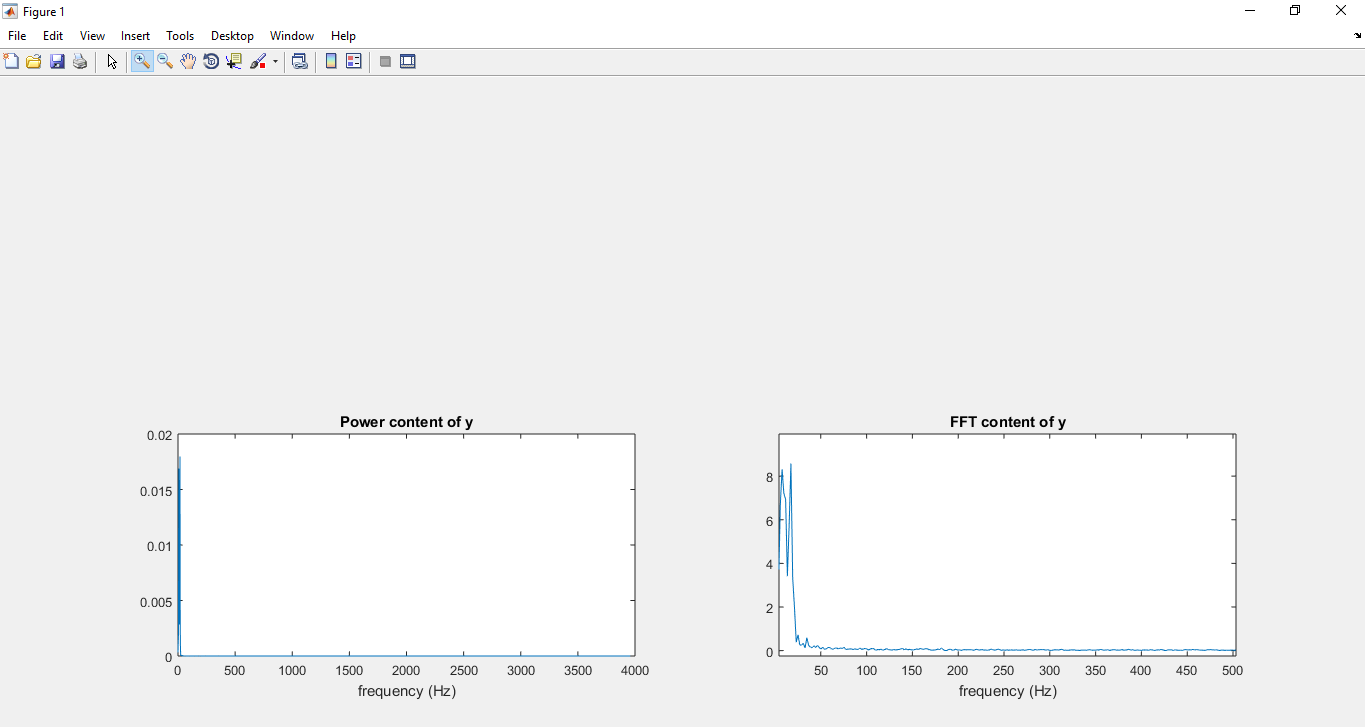 Figure 1
File Edit View Insert Tools Desktop Window Help
Power content of y
0.02
0.015
0.01
0.005
0
0 500 1000 1500 2000 2500 3000 3500 4000
frequency (Hz)
FFT content of y
8
6
4
2
0
50 100 150 200 250 300 350 400 450 500
frequency (Hz)